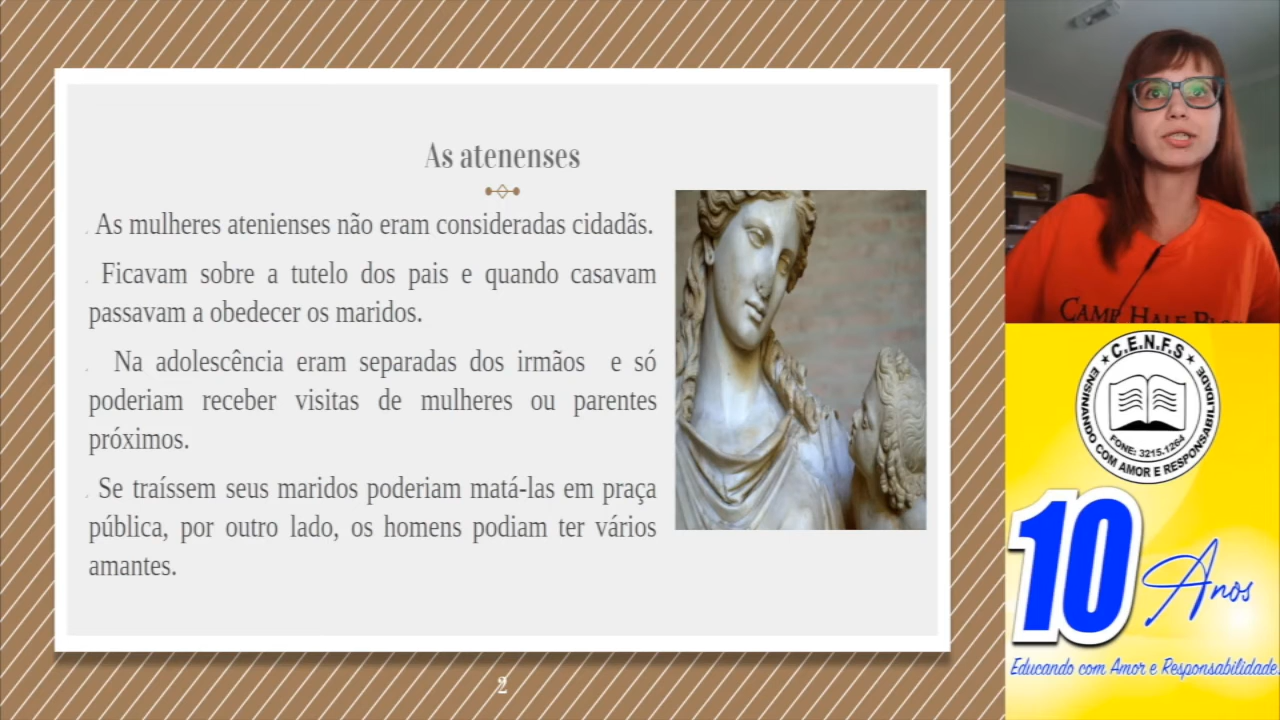 As atenenses
As mulheres atenienses não eram consideradas cidadãs.
Ficavam sobre a tutelo dos pais e quando casavam
passavam a obedecer os maridos.
Na adolescência eram separadas dos irmãos e só
poderiam receber visitas de mulheres ou parentes
próximos.
Se traíssem seus maridos poderiam matá-las em praça
pública, por outro lado, os homens podiam ter vários
amantes.
2
CAMP HALF
C.E.N.F.S
ENSINANDO COM AMOR E RESPONSABILIDADE
FONE: 3215.1264
10 Anos
Educando com Amor e Responsabilidade.